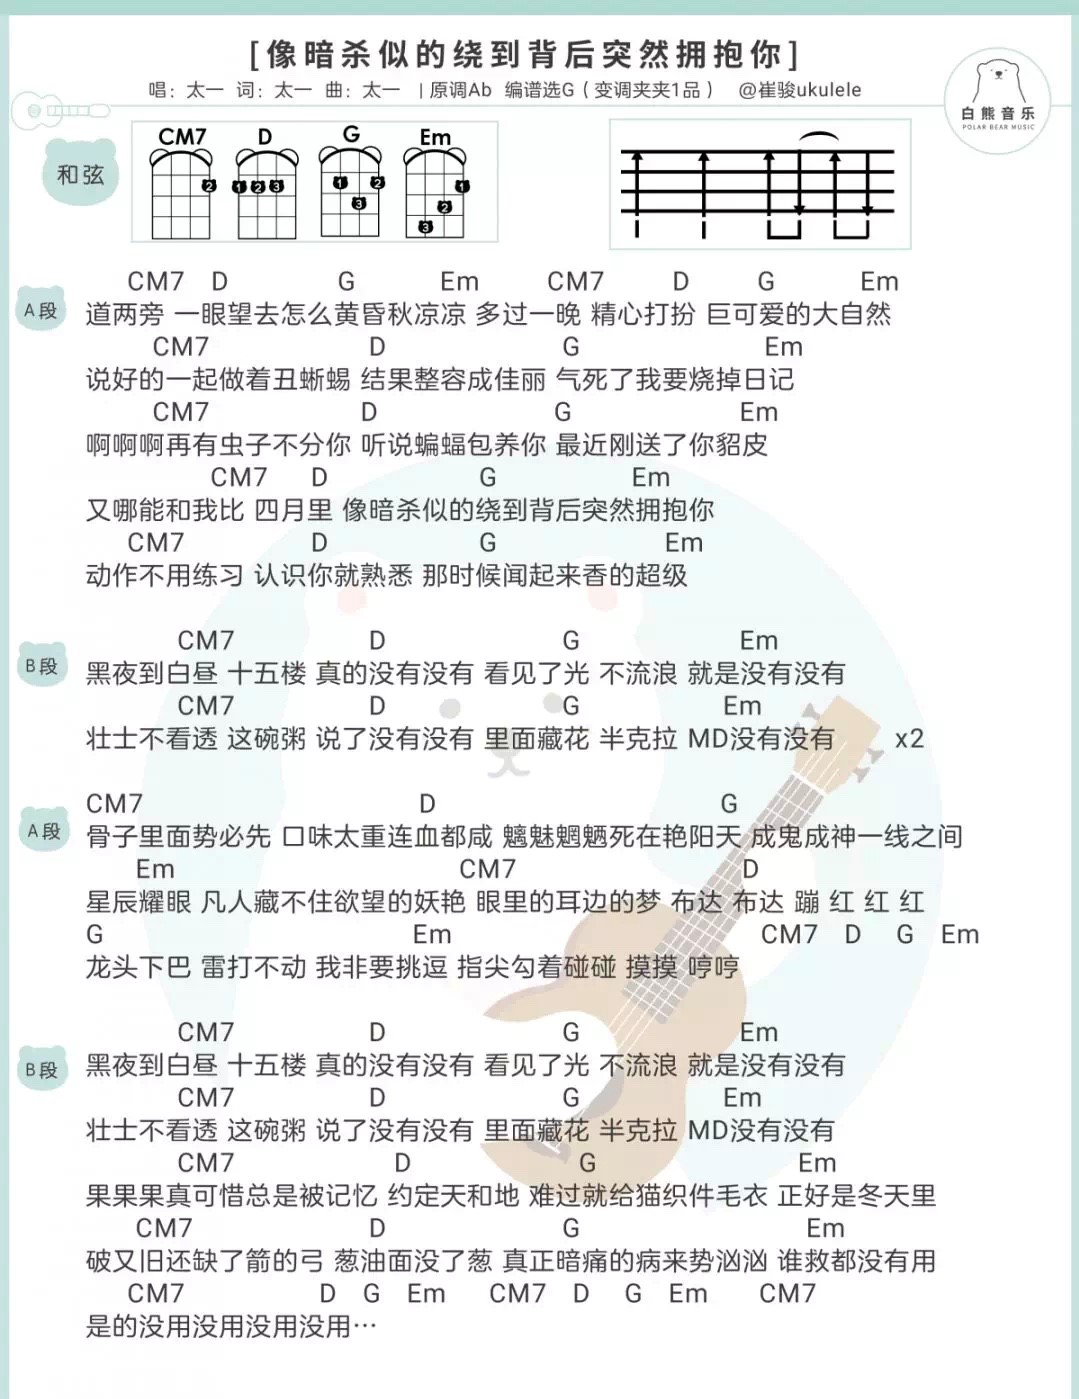 [像暗杀似的绕到背后突然拥抱你]
唱：太一 词：太一 曲：太一 | 原调Ab 编谱选G（变调夹夹1品） @崔骏ukulele
白熊音乐
POLAR BEAR MUSIC
和弦
CM7 D G Em
2 1 2 3 1 2 3 1 2 3
CM7 D G Em CM7 D G Em
A段
道两旁 一眼望去怎么黄昏秋凉凉 多过一晚 精心打扮 巨可爱的大自然
CM7 D G Em
说好的一起做着丑蜥蜴 结果整容成佳丽 气死了我要烧掉日记
CM7 D G Em
啊啊啊再有虫子不分你 听说蝙蝠包养你 最近刚送了你貂皮
CM7 D G Em
又哪能和我比 四月里 像暗杀似的绕到背后突然拥抱你
CM7 D G Em
动作不用练习 认识你就熟悉 那时候闻起来香的超级
CM7 D G Em
B段
黑夜到白昼 十五楼 真的没有没有 看见了光 不流浪 就是没有没有
CM7 D G Em
壮士不看透 这碗粥 说了没有没有 里面藏花 半克拉 MD没有没有 x2
CM7 D G
A段
骨子里面势必先 口味太重连血都咸 魑魅魍魉死在艳阳天 成鬼成神一线之间
Em CM7 D
星辰耀眼 凡人藏不住欲望的妖艳 眼里的耳边的梦 布达 布达 蹦 红 红 红
G Em CM7 D G Em
龙头下巴 雷打不动 我非要挑逗 指尖勾着碰碰 摸摸 哼哼
CM7 D G Em
B段
黑夜到白昼 十五楼 真的没有没有 看见了光 不流浪 就是没有没有
CM7 D G Em
壮士不看透 这碗粥 说了没有没有 里面藏花 半克拉 MD没有没有
CM7 D G Em
果果果真可惜总是被记忆 约定天和地 难过就给猫织件毛衣 正好是冬天里
CM7 D G Em
破又旧还缺了箭的弓 葱油面没了葱 真正暗痛的病来势汹汹 谁救都没有用
CM7 D G Em CM7 D G Em CM7
是的没用没用没用没用…